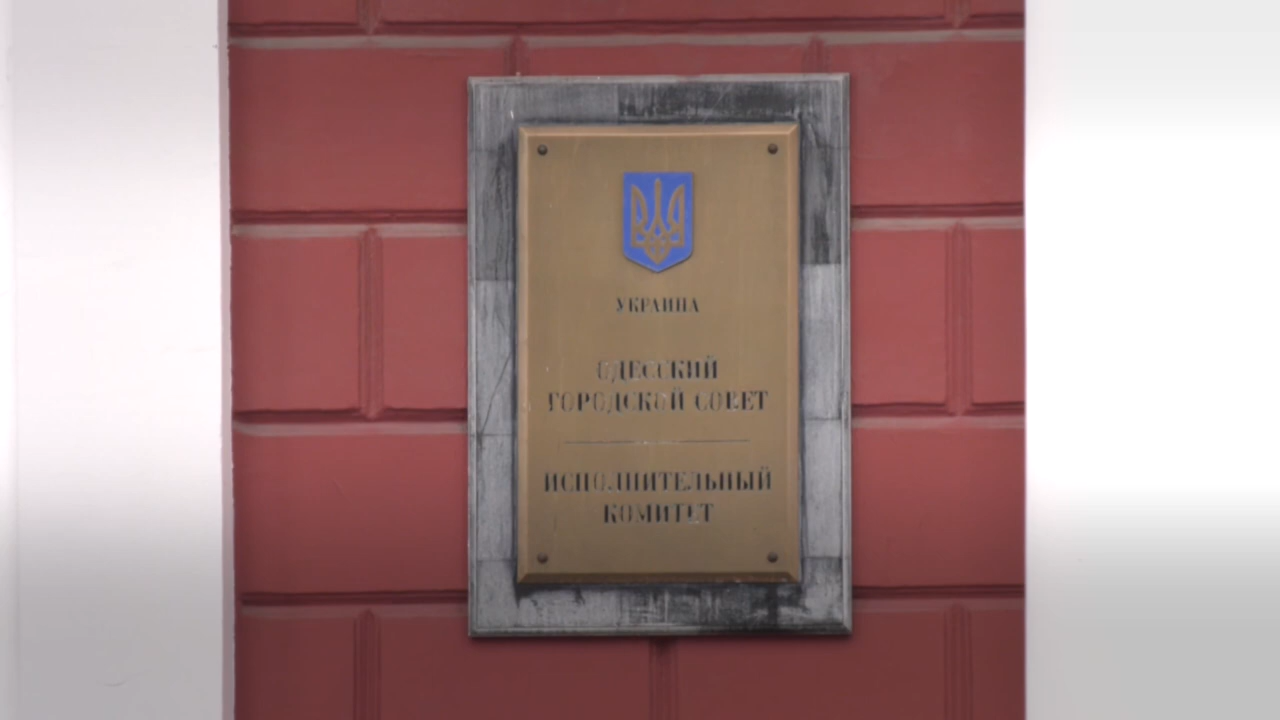 УКРАИНА
ОДЕССКИЙ
ГОРОДСКОЙ СОВЕТ
ИСПОЛНИТЕЛЬНЫЙ
КОМИТЕТ